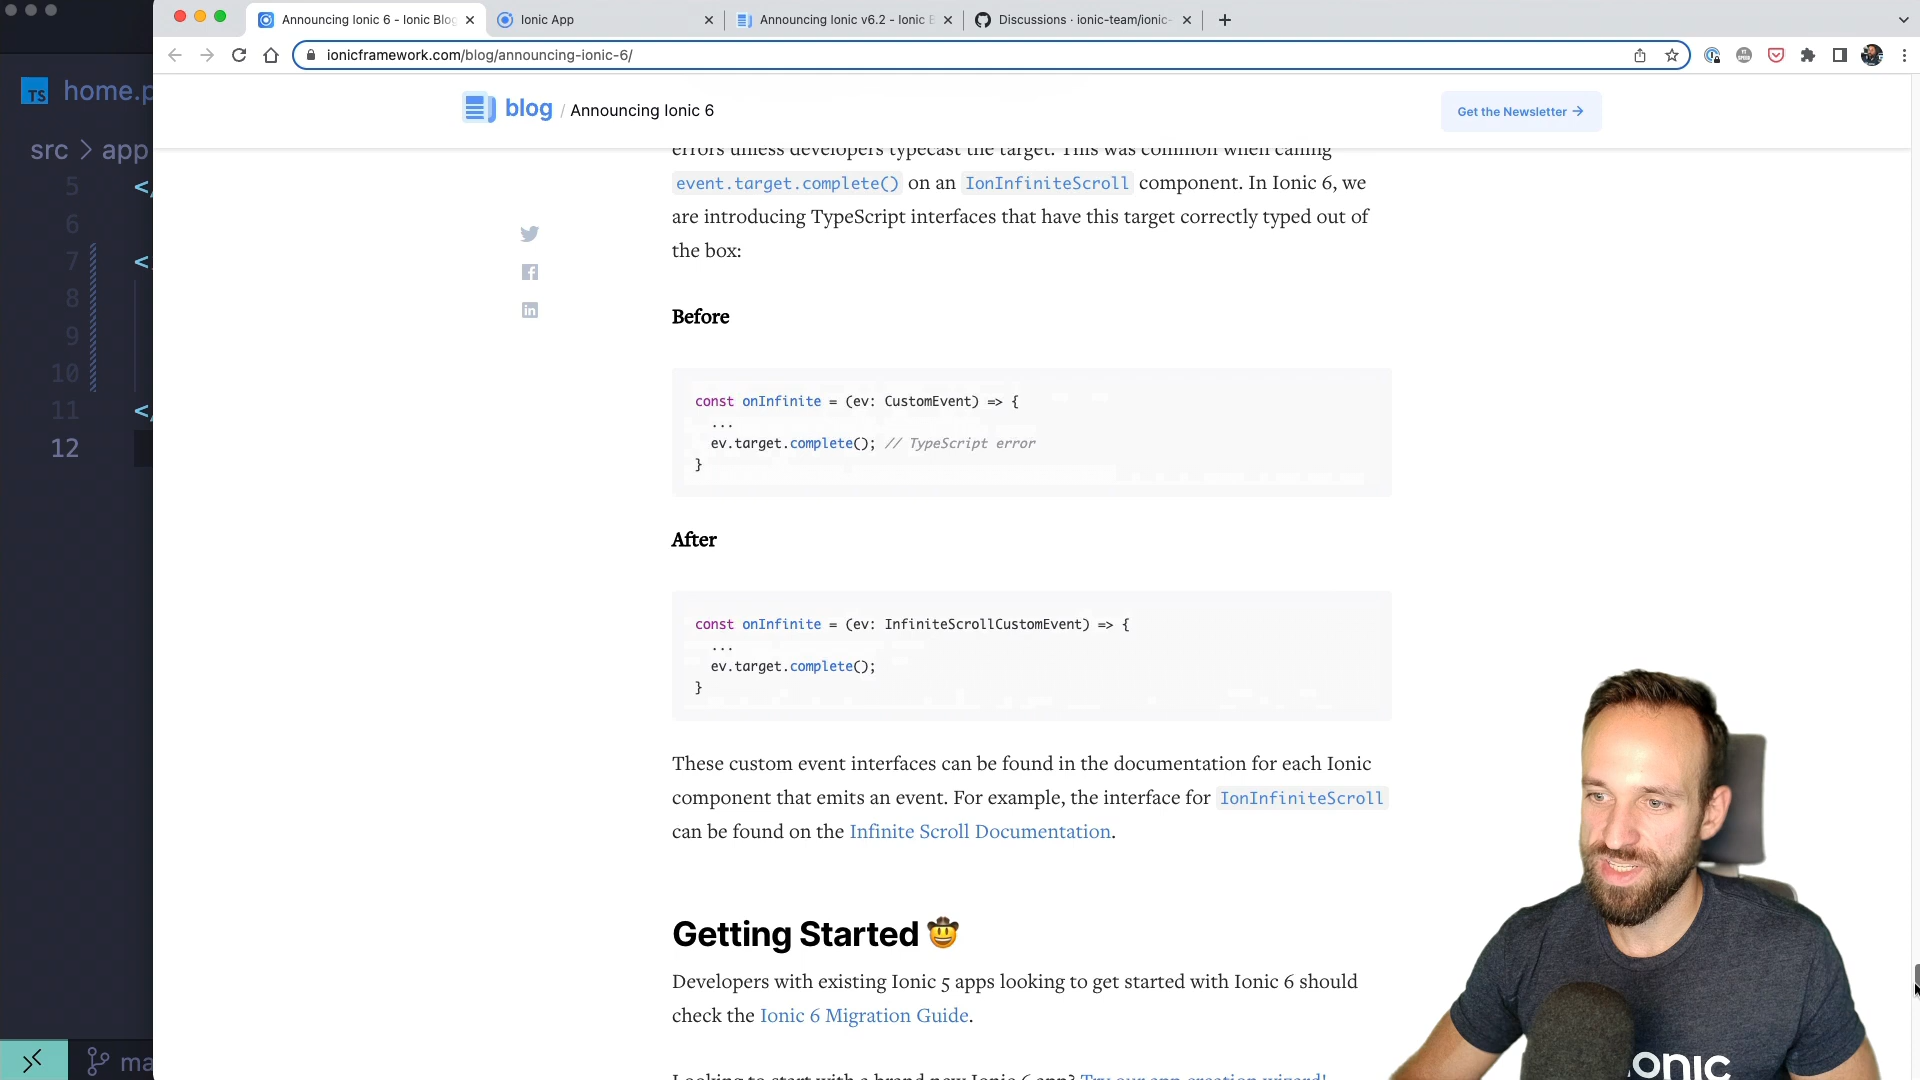 Announcing Ionic 6 - Ionic Blog
Ionic App
Announcing Ionic v6.2 - Ionic B
Discussions · ionic-team/ionic-
ionicframework.com/blog/announcing-ionic-6/
TS home.p
src > app
blog / Announcing Ionic 6
Get the Newsletter →
5 </
6
7 <
8
9
10
11 </
12
errors unless developers typecast the target. This was common when calling
event.target.complete() on an IonInfiniteScroll component. In Ionic 6, we
are introducing TypeScript interfaces that have this target correctly typed out of
the box:
Before
const onInfinite = (ev: CustomEvent) => {
...
ev.target.complete(); // TypeScript error
}
After
const onInfinite = (ev: InfiniteScrollCustomEvent) => {
...
ev.target.complete();
}
These custom event interfaces can be found in the documentation for each Ionic
component that emits an event. For example, the interface for IonInfiniteScroll
can be found on the Infinite Scroll Documentation.
Getting Started 🤠
Developers with existing Ionic 5 apps looking to get started with Ionic 6 should
check the Ionic 6 Migration Guide.
Looking to start with a brand new Ionic 6 app? Try our app creation wizard!
ma
onic